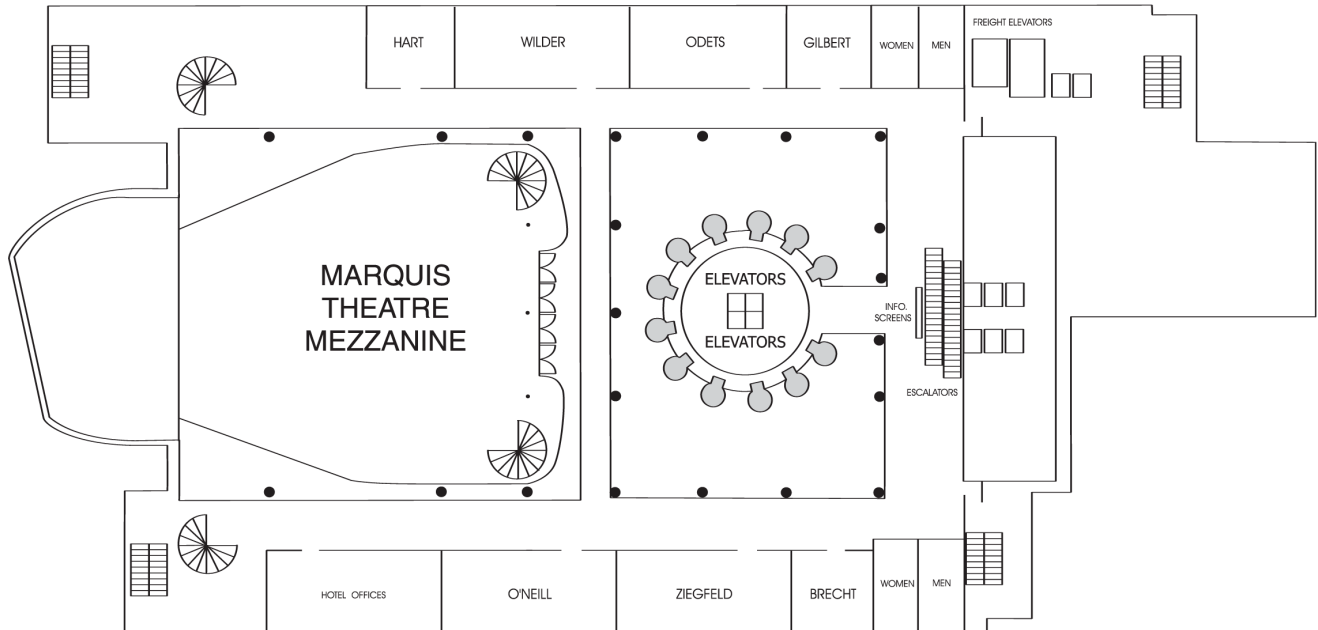 FREIGHT ELEVATORS
HART
WILDER
ODETS
GILBERT
WOMEN
MEN
MARQUIS
THEATRE
MEZZANINE
ELEVATORS
ELEVATORS
INFO.
SCREENS
ESCALATORS
HOTEL OFFICES
O'NEILL
ZIEGFELD
BRECHT
WOMEN
MEN